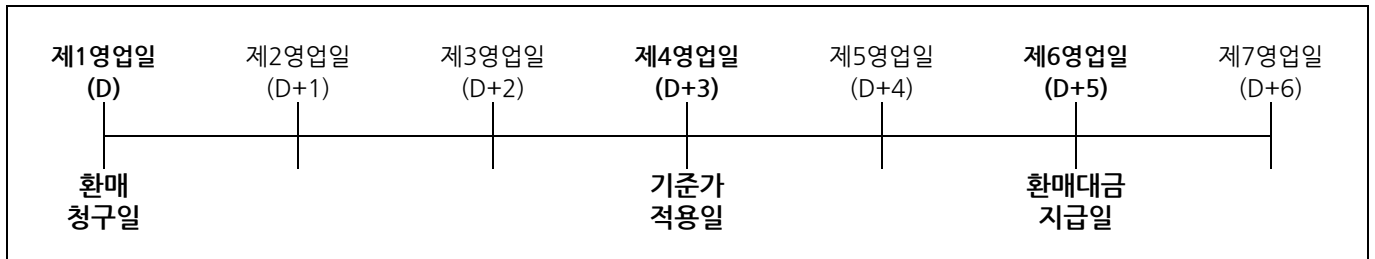 제1영업일 제2영업일 제3영업일 제4영업일 제5영업일 제6영업일 제7영업일
(D) (D+1) (D+2) (D+3) (D+4) (D+5) (D+6)
환매 기준가 환매대금
청구일 적용일 지급일